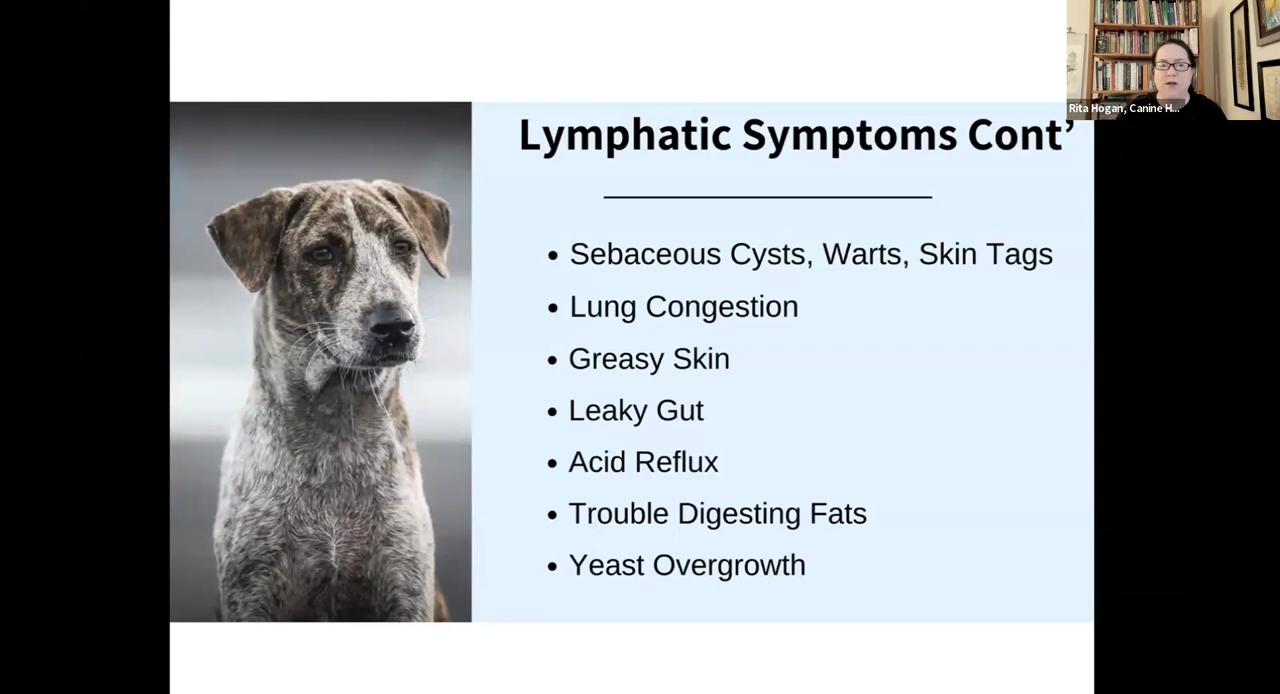 Rita Hogan, Canine H...
Lymphatic Symptoms Cont’
• Sebaceous Cysts, Warts, Skin Tags
• Lung Congestion
• Greasy Skin
• Leaky Gut
• Acid Reflux
• Trouble Digesting Fats
• Yeast Overgrowth